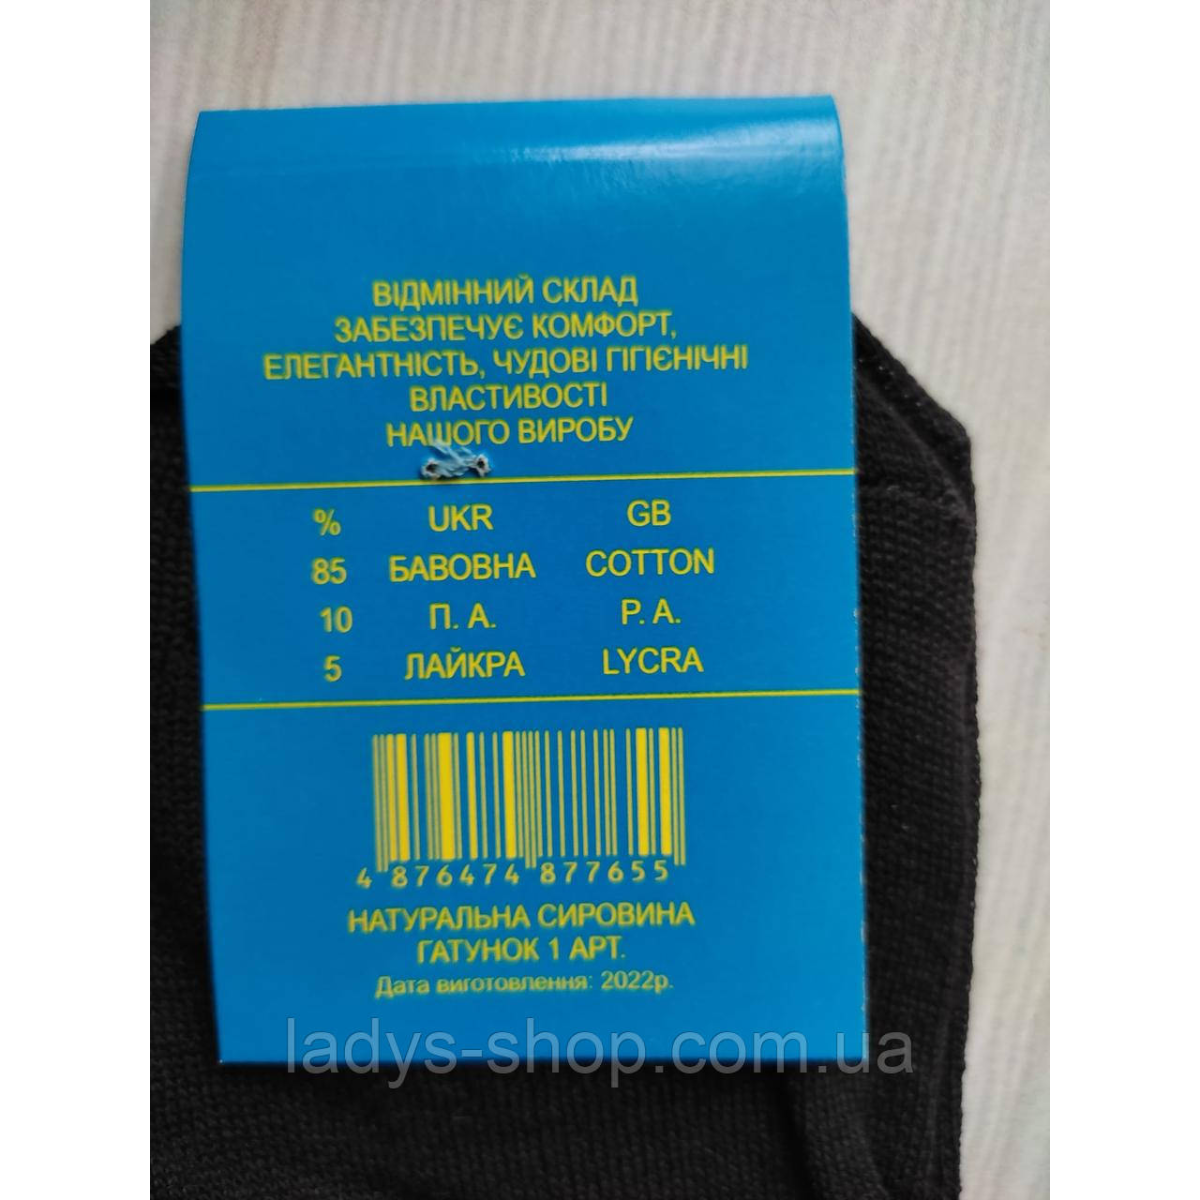 ВІДМІННИЙ СКЛАД
ЗАБЕЗПЕЧУЄ КОМФОРТ,
ЕЛЕГАНТНІСТЬ, ЧУДОВІ ГІГІЄНІЧНІ
ВЛАСТИВОСТІ
НАШОГО ВИРОБУ
% UKR GB
85 БАВОВНА COTTON
10 П. А. P. A.
5 ЛАЙКРА LYCRA
4 876474 877655
НАТУРАЛЬНА СИРОВИНА
ГАТУНОК 1 АРТ.
Дата виготовлення: 2022р.
ladys-shop.com.ua